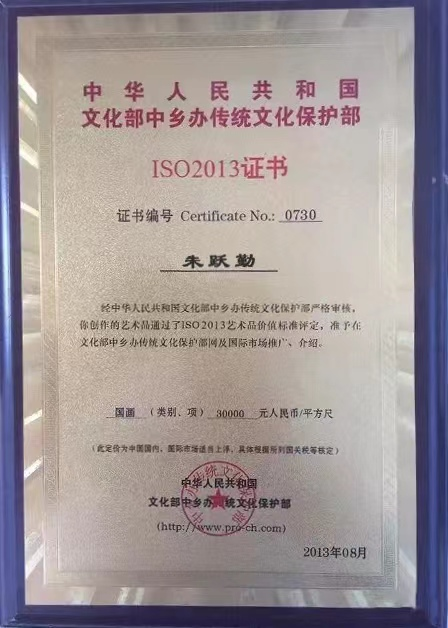 中华人民共和国
文化部中乡办传统文化保护部
ISO2013证书
证书编号 Certificate No.: 0730
朱跃勤
经中华人民共和国文化部中乡办传统文化保护部严格审核，
你创作的艺术品通过了ISO2013艺术品价值标准评定，准予在
文化部中乡办传统文化保护部网及国际市场推广、介绍。
国画 （类别、项） 30000 元人民币/平方尺
（此定价为中国国内，国际市场适当上浮，具体根据所到国关税等核定）
中华人民共和国
文化部中乡办传统文化保护部
(http://www.pro-ch.com)
2013年08月